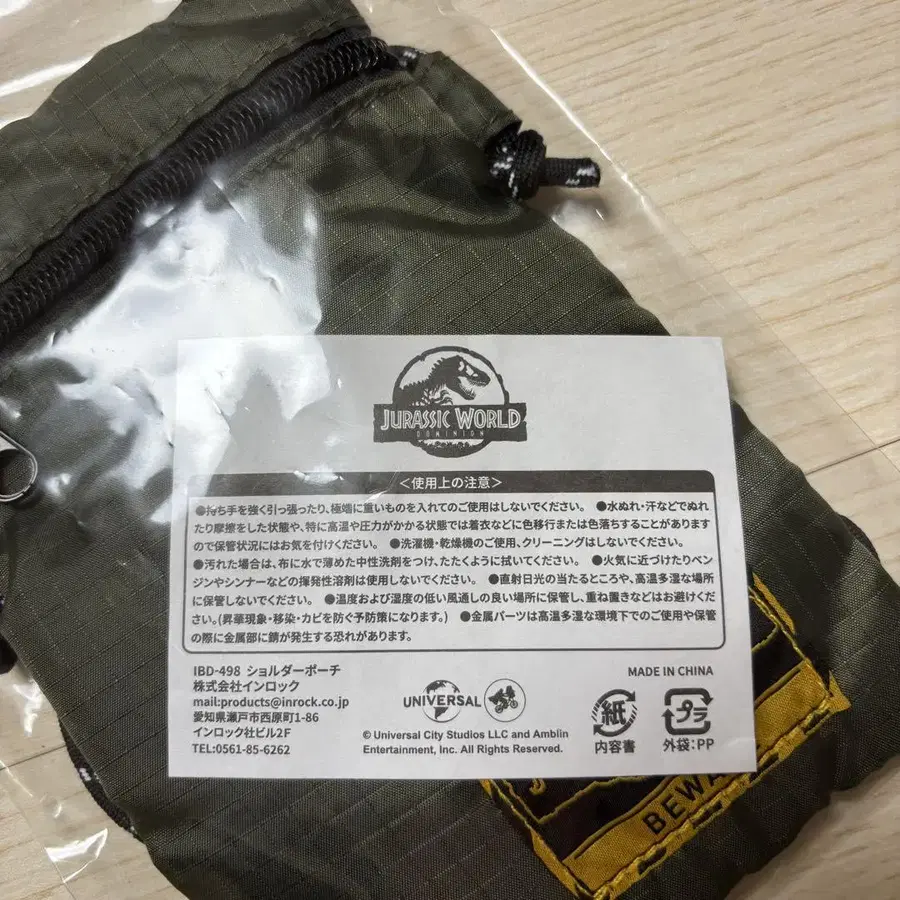 JURASSIC WORLD
DOMINION
＜使用上の注意＞
●持ち手を強く引っ張ったり、極端に重いものを入れてのご使用はしないでください。 ●水ぬれ・汗などでぬれ
たり摩擦をした状態や、特に高温や圧力がかかる状態では着衣などに色移行または色落ちすることがあります
ので保管状況にはお気を付けください。 ●洗濯機・乾燥機のご使用、クリーニングはしないでください。
●汚れた場合は、布に水で薄めた中性洗剤をつけ、たたくように拭いてください。 ●火気に近づけたりベン
ジンやシンナーなどの揮発性溶剤は使用しないでください。 ●直射日光の当たるところや、高温多湿な場所
に保管しないでください。 ●温度および湿度の低い風通しの良い場所に保管し、重ね置きなどはお避けくだ
さい。(昇華現象・移染・カビを防ぐ予防策になります。) ●金属パーツは高温多湿な環境下でのご使用や保管
の際に金属部に錆が発生する恐れがあります。
IBD-498 ショルダーポーチ
株式会社インロック
mail:products@inrock.co.jp
愛知県瀬戸市西原町1-86
インロック社ビル2F
TEL:0561-85-6262
UNIVERSAL
© Universal City Studios LLC and Amblin
Entertainment, Inc. All Rights Reserved.
MADE IN CHINA
紙
内容書
プラ
外袋:PP